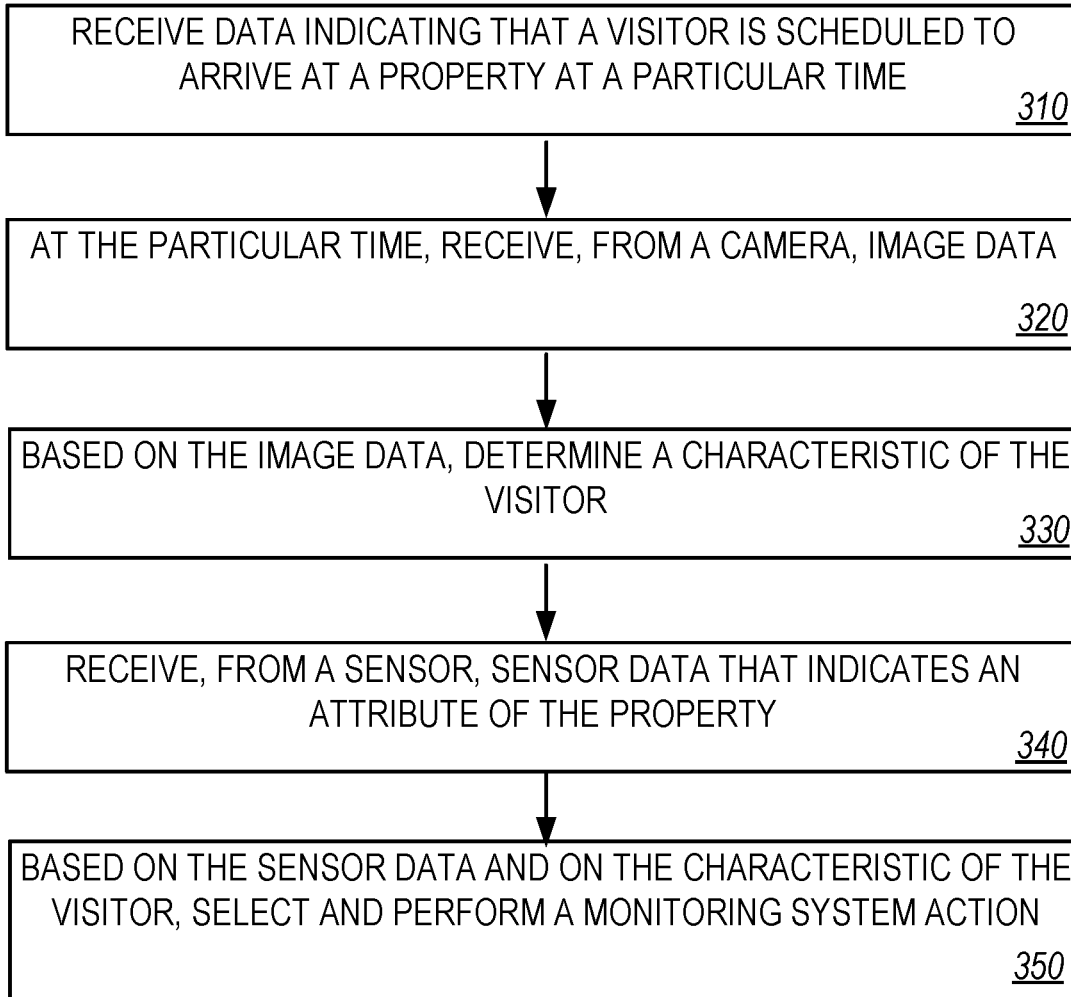 RECEIVE DATA INDICATING THAT A VISITOR IS SCHEDULED TO
ARRIVE AT A PROPERTY AT A PARTICULAR TIME
310
AT THE PARTICULAR TIME, RECEIVE, FROM A CAMERA, IMAGE DATA
320
BASED ON THE IMAGE DATA, DETERMINE A CHARACTERISTIC OF THE
VISITOR
330
RECEIVE, FROM A SENSOR, SENSOR DATA THAT INDICATES AN
ATTRIBUTE OF THE PROPERTY
340
BASED ON THE SENSOR DATA AND ON THE CHARACTERISTIC OF THE
VISITOR, SELECT AND PERFORM A MONITORING SYSTEM ACTION
350